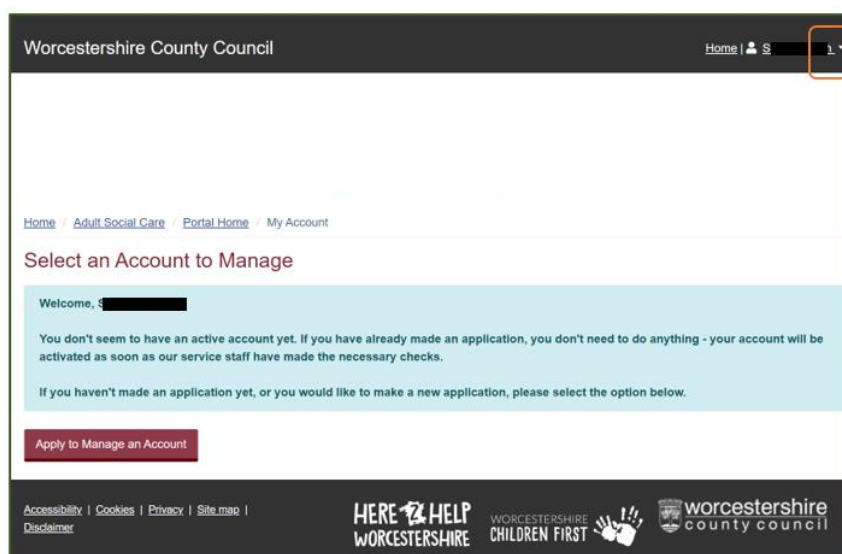 Worcestershire County Council
Home | S
Home / Adult Social Care / Portal Home / My Account
Select an Account to Manage
Welcome, S
You don't seem to have an active account yet. If you have already made an application, you don't need to do anything - your account will be
activated as soon as our service staff have made the necessary checks.
If you haven't made an application yet, or you would like to make a new application, please select the option below.
Apply to Manage an Account
Accessibility | Cookies | Privacy | Site map |
Disclaimer
HERE 2 HELP
WORCESTERSHIRE
WORCESTERSHIRE
CHILDREN FIRST
worcestershire
county council